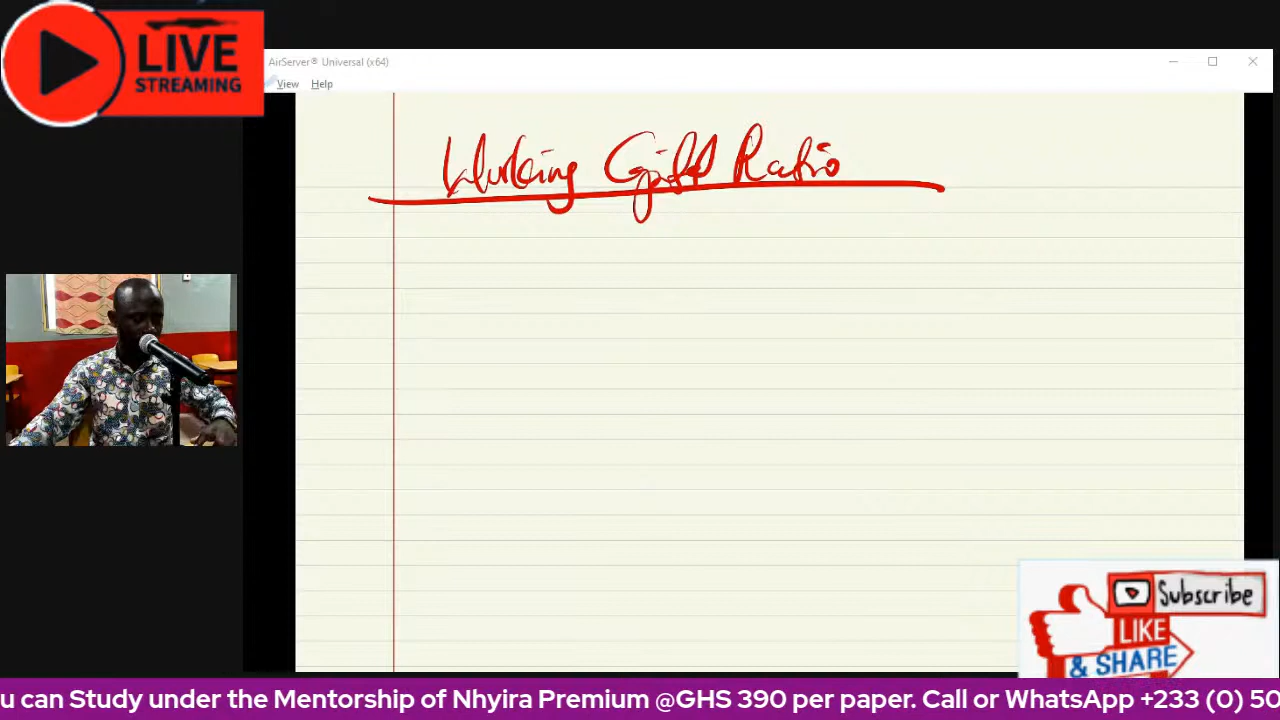 LIVE
STREAMING
AirServer® Universal (x64)
View Help
Working Capital Ratio
Subscribe
LIKE
& SHARE
u can Study under the Mentorship of Nhyira Premium @GHS 390 per paper. Call or WhatsApp +233 (0) 50